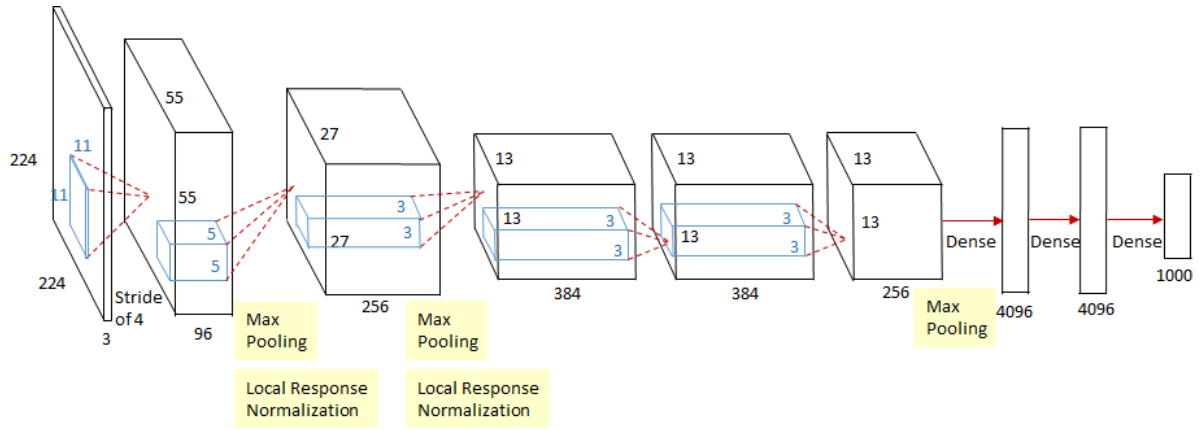 224
11
11
224
3
Stride
of 4
55
55
5
5
96
Max
Pooling
Local Response
Normalization
27
3
3
27
256
Max
Pooling
Local Response
Normalization
13
13
3
3
384
13
13
3
3
384
13
13
256
Max
Pooling
Dense
4096
Dense
4096
Dense
1000